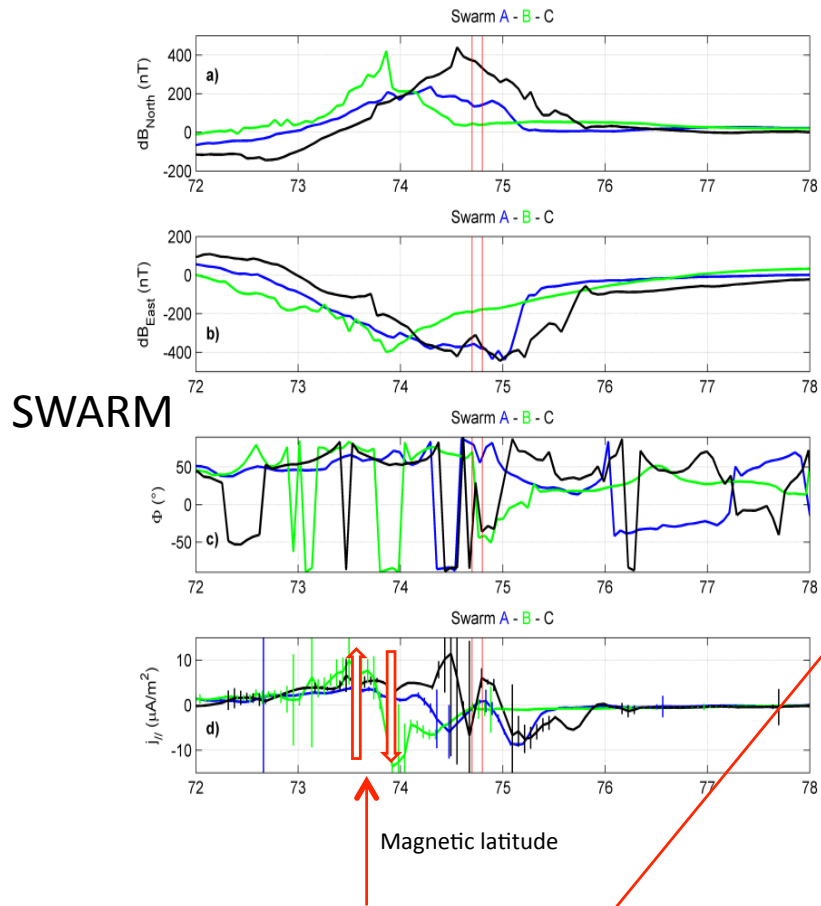 Swarm A - B - C
a)
dB_North (nT)
400
200
0
-200
72 73 74 75 76 77 78
Swarm A - B - C
b)
dB_East (nT)
200
0
-200
-400
72 73 74 75 76 77 78
SWARM
Swarm A - B - C
c)
Φ (°)
50
0
-50
72 73 74 75 76 77 78
Swarm A - B - C
d)
j_// (μA/m²)
10
0
-10
72 73 74 75 76 77 78
Magnetic latitude